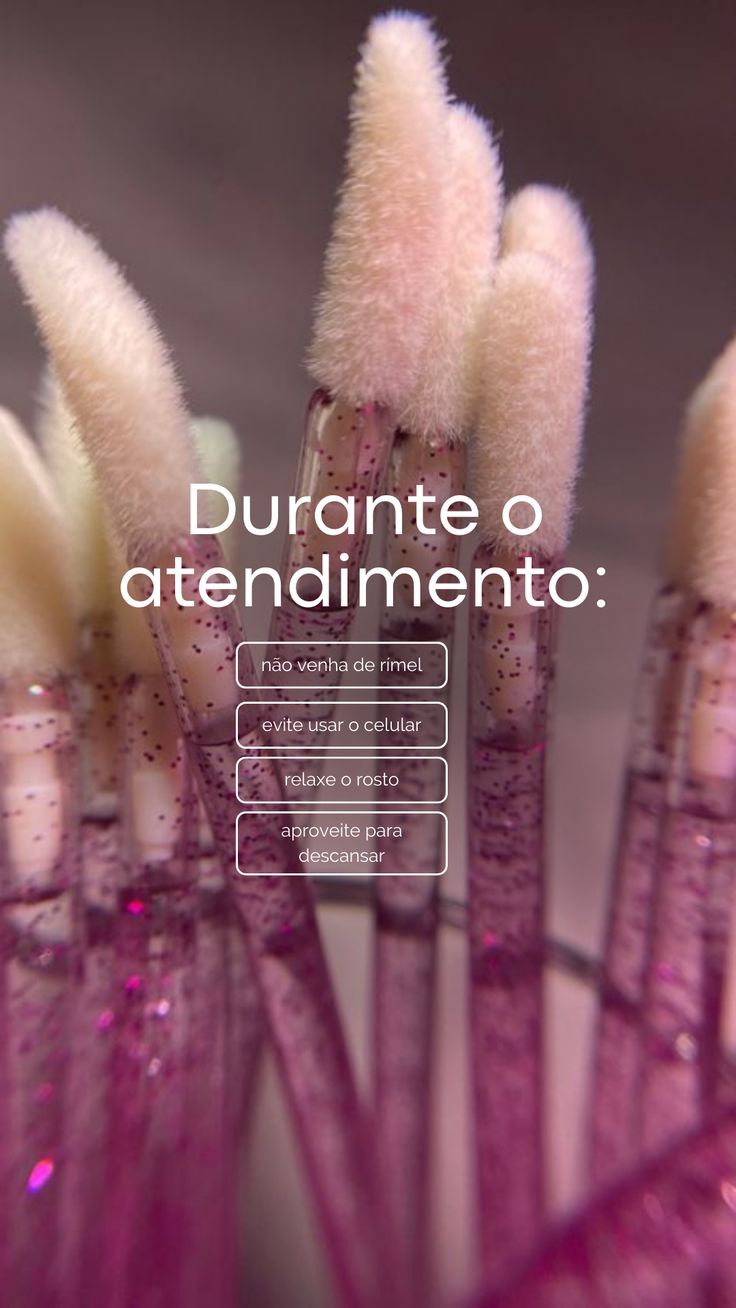 Durante o
atendimento:
não venha de rímel
evite usar o celular
relaxe o rosto
aproveite para
descansar